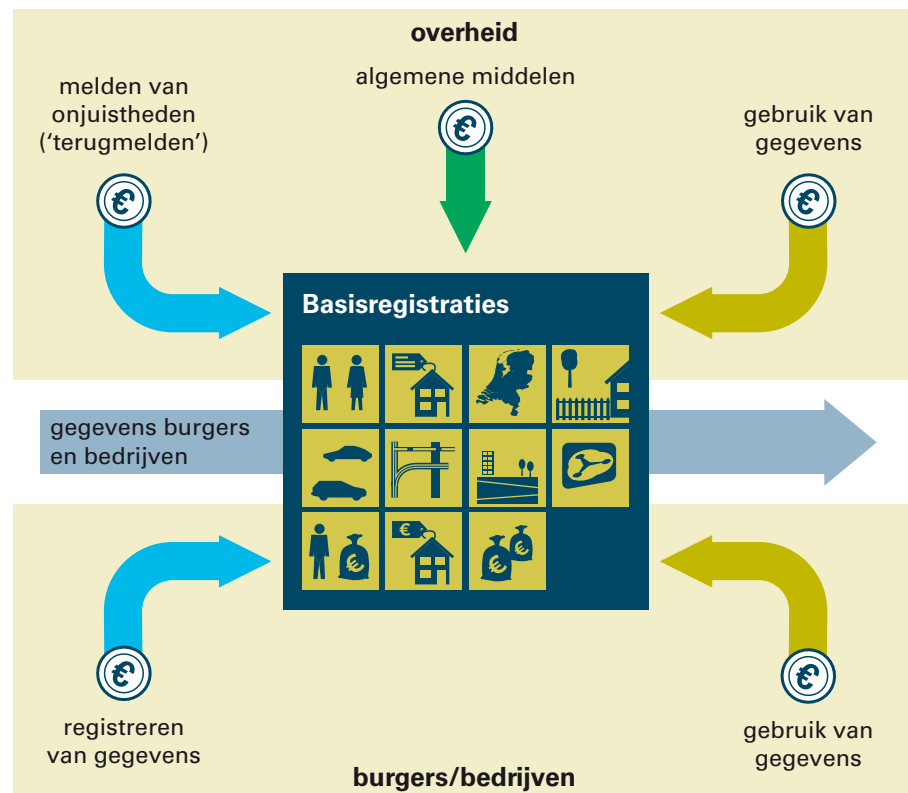 overheid
algemene middelen
melden van
onjuistheden
(‘terugmelden’)
gebruik van
gegevens
€
€
€
Basisregistraties
gegevens burgers
en bedrijven
€
€
€
€
€
€
registreren
van gegevens
gebruik van
gegevens
burgers/bedrijven